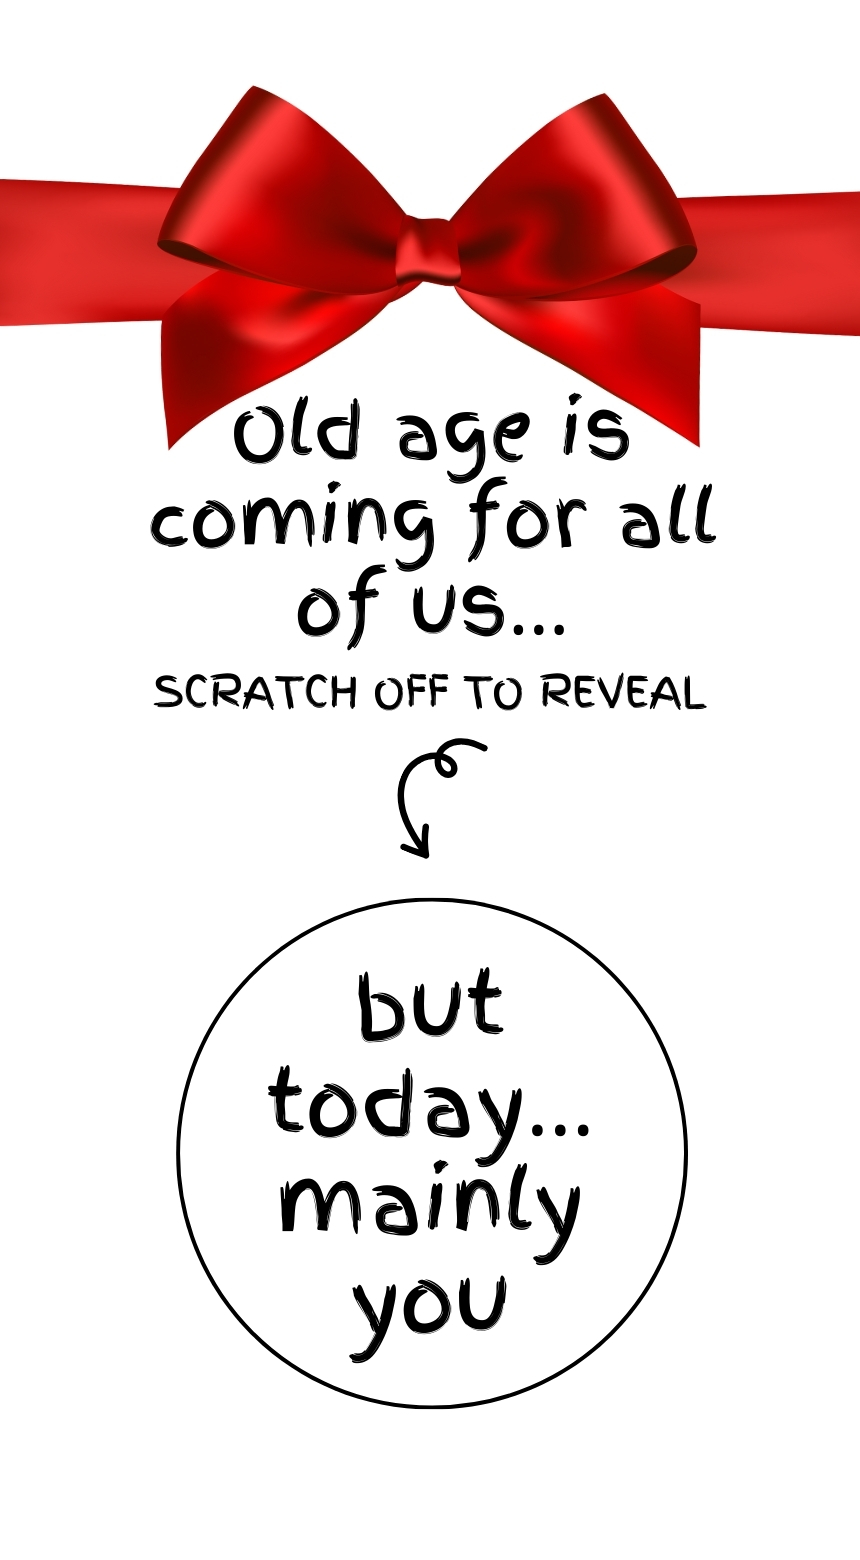 Old age is
coming for all
of us...
SCRATCH OFF TO REVEAL
but
today...
mainly
you